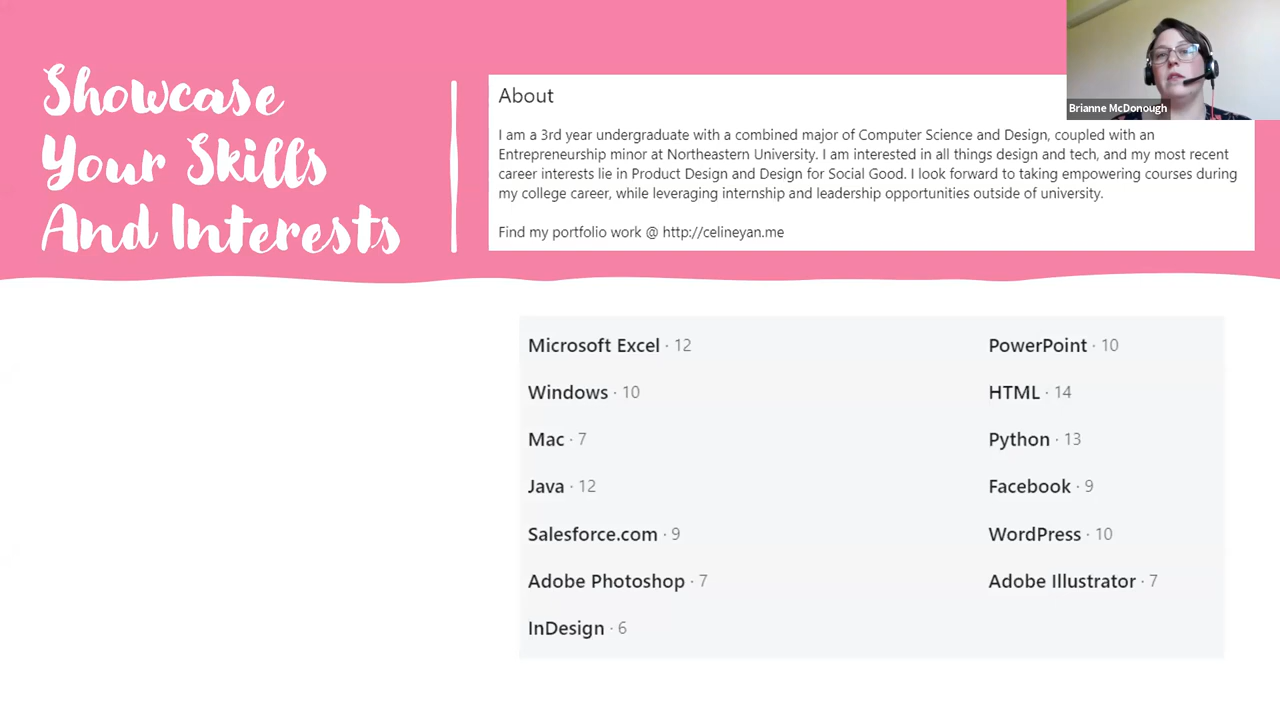 Showcase
Your Skills
And Interests
About
I am a 3rd year undergraduate with a combined major of Computer Science and Design, coupled with an
Entrepreneurship minor at Northeastern University. I am interested in all things design and tech, and my most recent
career interests lie in Product Design and Design for Social Good. I look forward to taking empowering courses during
my college career, while leveraging internship and leadership opportunities outside of university.
Find my portfolio work @ http://celineyan.me
Brianne McDonough
Microsoft Excel · 12
PowerPoint · 10
Windows · 10
HTML · 14
Mac · 7
Python · 13
Java · 12
Facebook · 9
Salesforce.com · 9
WordPress · 10
Adobe Photoshop · 7
Adobe Illustrator · 7
InDesign · 6